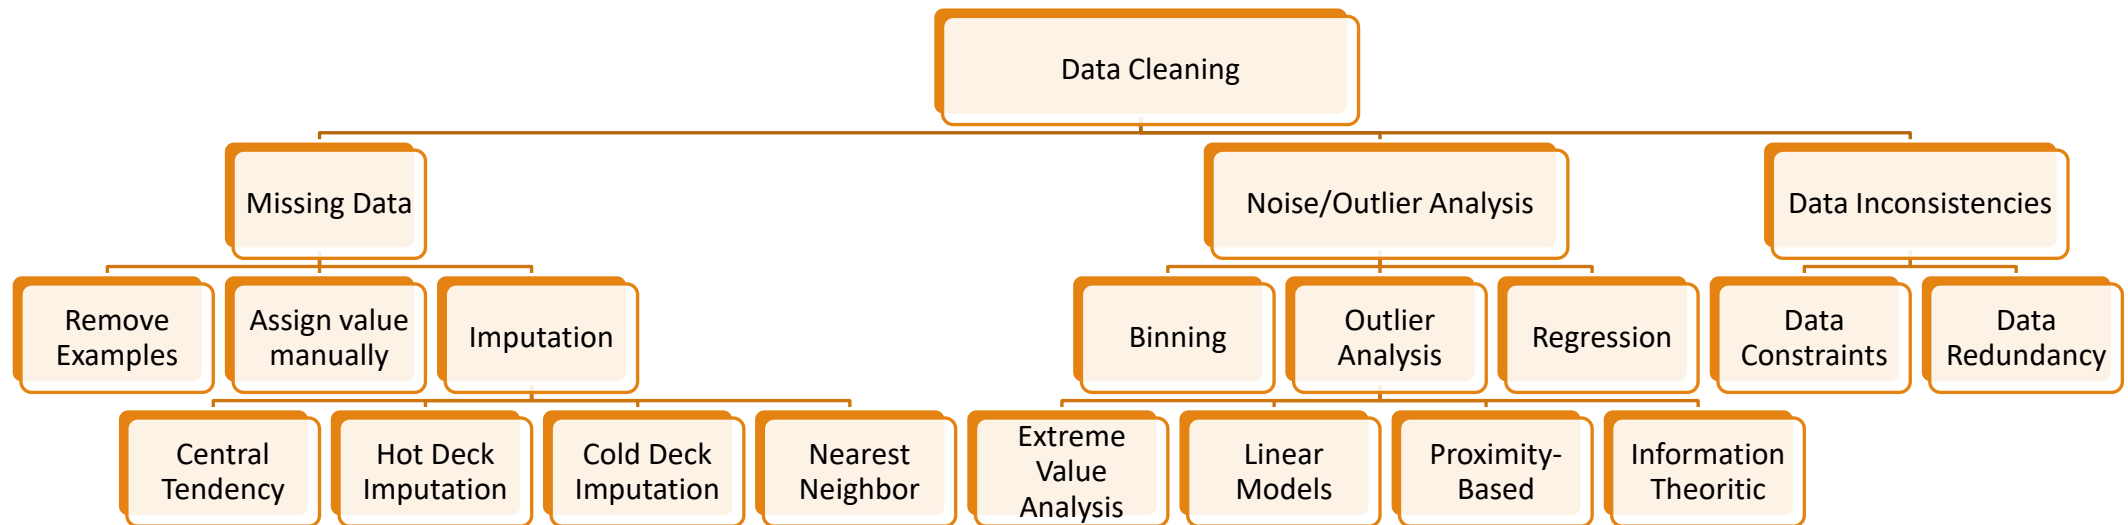 Data Cleaning
Missing Data
Noise/Outlier Analysis
Data Inconsistencies
Remove
Examples
Assign value
manually
Imputation
Binning
Outlier
Analysis
Regression
Data
Constraints
Data
Redundancy
Central
Tendency
Hot Deck
Imputation
Cold Deck
Imputation
Nearest
Neighbor
Extreme
Value
Analysis
Linear
Models
Proximity-
Based
Information
Theoritic